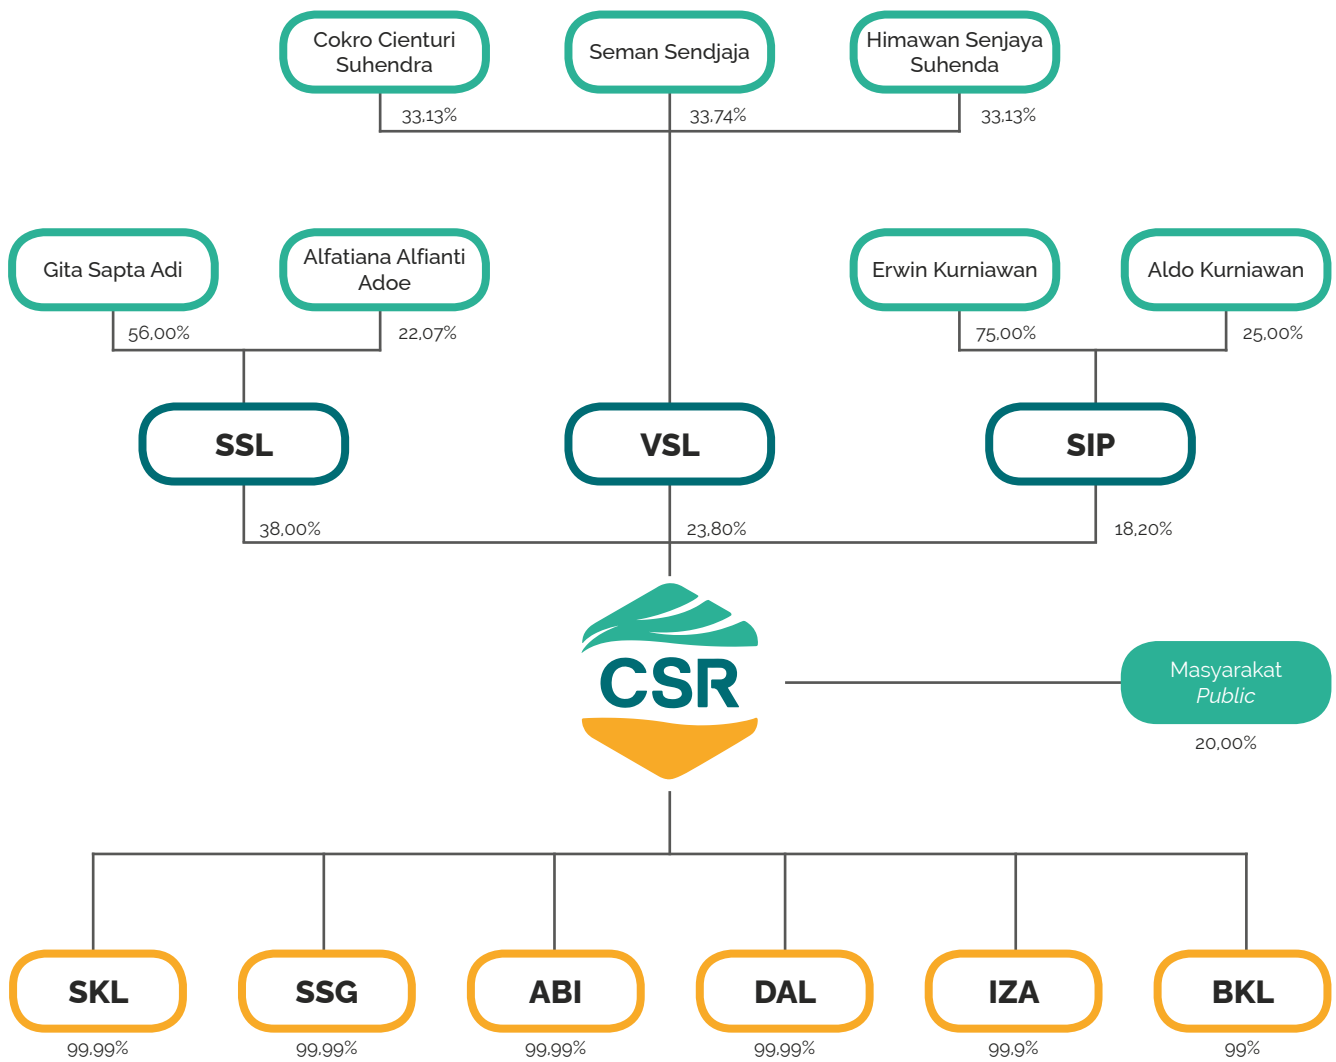 Cokro Cienturi
Suhendra
Seman Sendjaja
Himawan Senjaya
Suhenda
33,13%
33,74%
33,13%
Gita Sapta Adi
Alfatiana Alfianti
Adoe
Erwin Kurniawan
Aldo Kurniawan
56,00%
22,07%
75,00%
25,00%
SSL
VSL
SIP
38,00%
23,80%
18,20%
CSR
Masyarakat
Public
20,00%
SKL
SSG
ABI
DAL
IZA
BKL
99,99%
99,99%
99,99%
99,99%
99,9%
99%